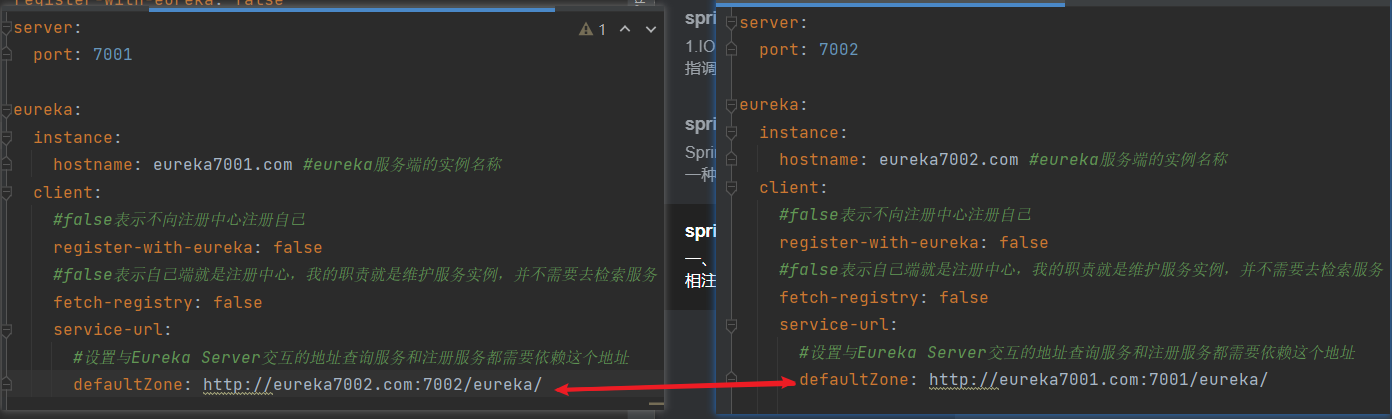 register-with-eureka: false
server:
port: 7001
eureka:
instance:
hostname: eureka7001.com #eureka服务端的实例名称
client:
#false表示不向注册中心注册自己
register-with-eureka: false
#false表示自己端就是注册中心，我的职责就是维护服务实例，并不需要去检索服务
fetch-registry: false
service-url:
#设置与Eureka Server交互的地址查询服务和注册服务都需要依赖这个地址
defaultZone: http://eureka7002.com:7002/eureka/
1
spri
1.IO
指调
spri
Sprin
一种
spri
一、
相注
server:
port: 7002
eureka:
instance:
hostname: eureka7002.com #eureka服务端的实例名称
client:
#false表示不向注册中心注册自己
register-with-eureka: false
#false表示自己端就是注册中心，我的职责就是维护服务实例，并不需要去检索服务
fetch-registry: false
service-url:
#设置与Eureka Server交互的地址查询服务和注册服务都需要依赖这个地址
defaultZone: http://eureka7001.com:7001/eureka/